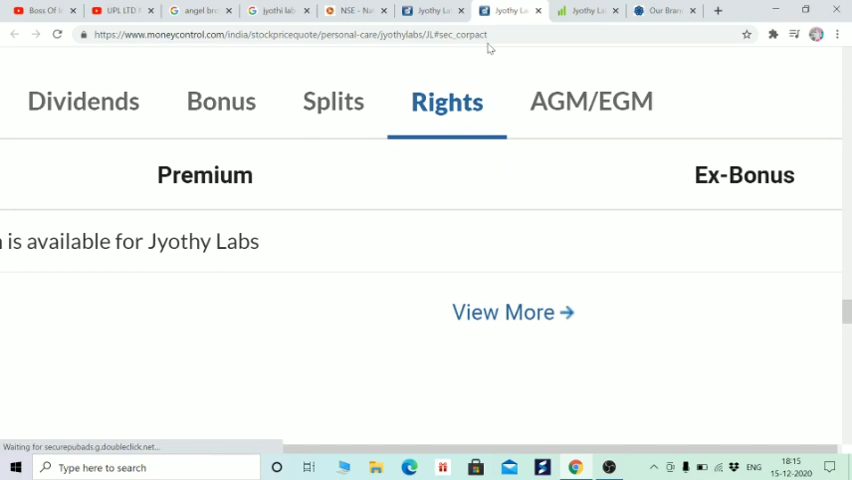 Boss Of I
UPL LTD
angel bro
jyothi lab
NSE - Nat
Jyothy La
Jyothy La
Jyothy La
Our Bran
https://www.moneycontrol.com/india/stockpricequote/personal-care/jyothylabs/JL#sec_corpact
Dividends Bonus Splits Rights AGM/EGM
Premium Ex-Bonus
is available for Jyothy Labs
View More →
Waiting for securepubads.g.doubleclick.net...
Type here to search
ENG
18:15
15-12-2020